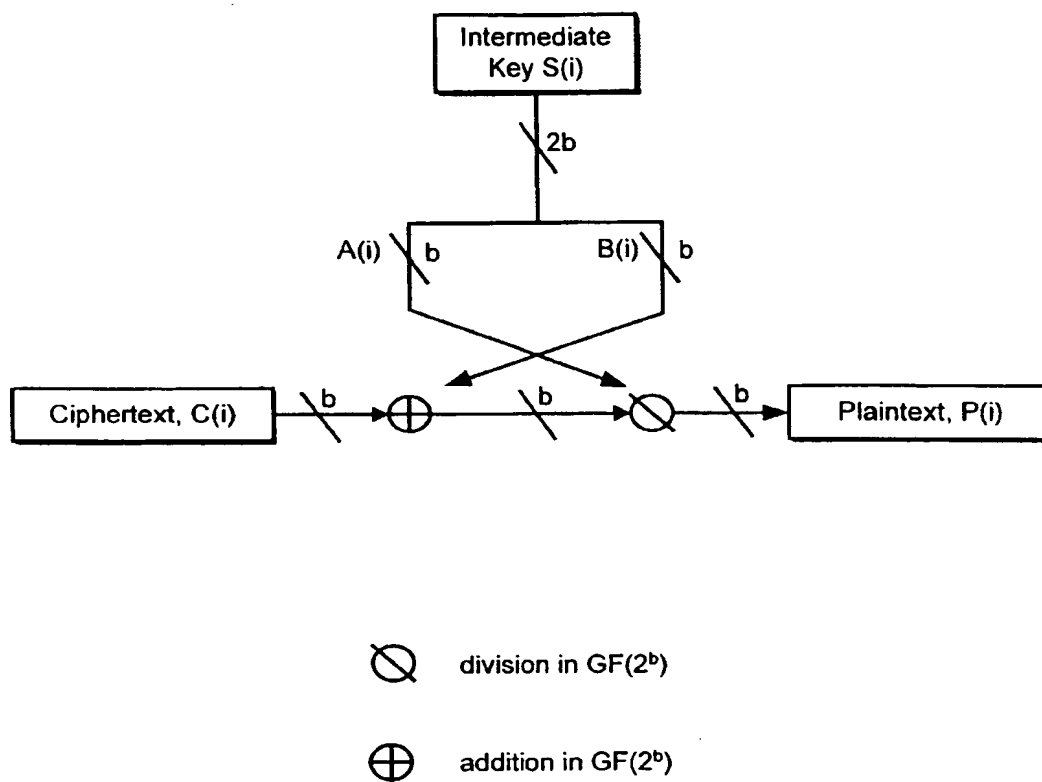 Intermediate
Key S(i)
2b
A(i) b B(i) b
Ciphertext, C(i) b b b Plaintext, P(i)
division in GF(2ᵇ)
addition in GF(2ᵇ)